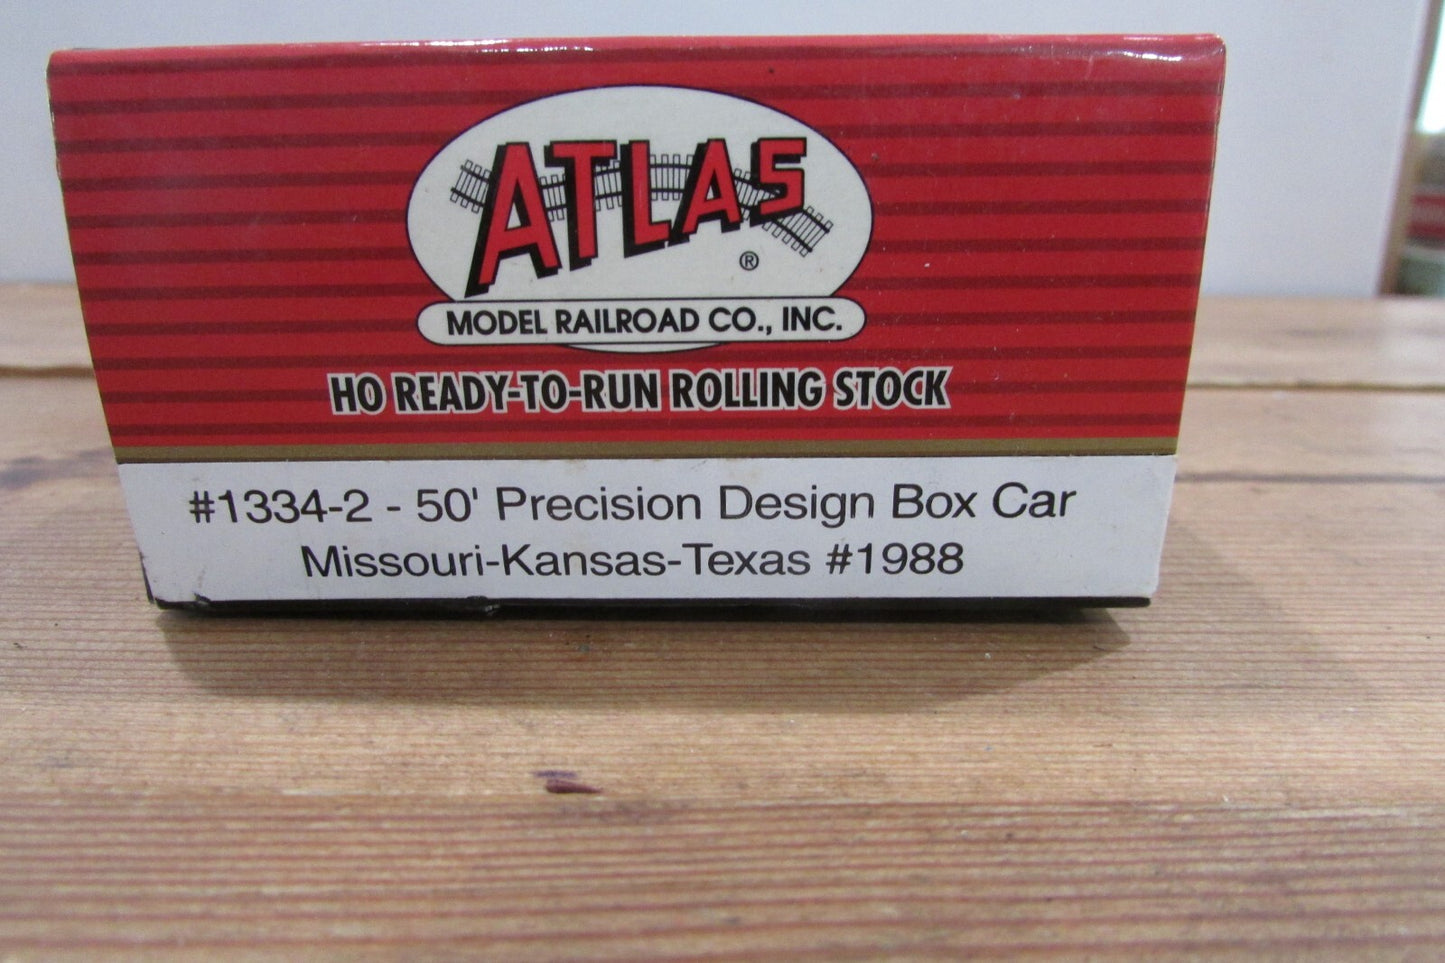 ATLAS
®
MODEL RAILROAD CO., INC.
HO READY-TO-RUN ROLLING STOCK
#1334-2 - 50' Precision Design Box Car
Missouri-Kansas-Texas #1988